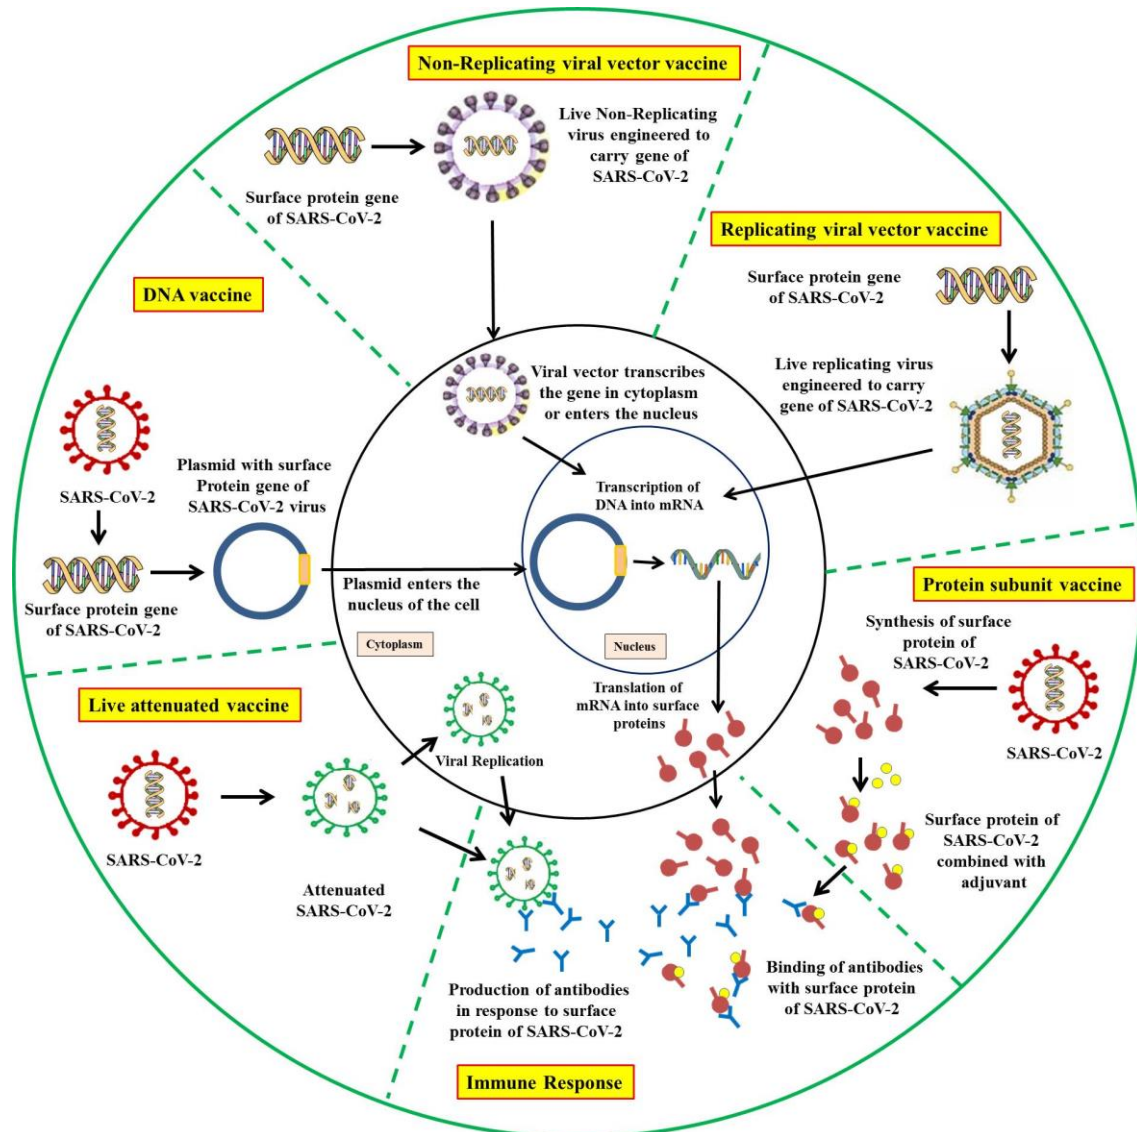 Non-Replicating viral vector vaccine
Live Non-Replicating
virus engineered to
carry gene of
SARS-CoV-2
Surface protein gene
of SARS-CoV-2
Replicating viral vector vaccine
Surface protein gene
of SARS-CoV-2
Live replicating virus
engineered to carry
gene of SARS-CoV-2
DNA vaccine
SARS-CoV-2
Plasmid with surface
Protein gene of
SARS-CoV-2 virus
Surface protein gene
of SARS-CoV-2
Viral vector transcribes
the gene in cytoplasm
or enters the nucleus
Transcription of
DNA into mRNA
Plasmid enters the
nucleus of the cell
Cytoplasm
Nucleus
Translation of
mRNA into surface
proteins
Protein subunit vaccine
Synthesis of surface
protein of
SARS-CoV-2
SARS-CoV-2
Surface protein of
SARS-CoV-2
combined with
adjuvant
Live attenuated vaccine
SARS-CoV-2
Attenuated
SARS-CoV-2
Viral Replication
Production of antibodies
in response to surface
protein of SARS-CoV-2
Binding of antibodies
with surface protein
of SARS-CoV-2
Immune Response